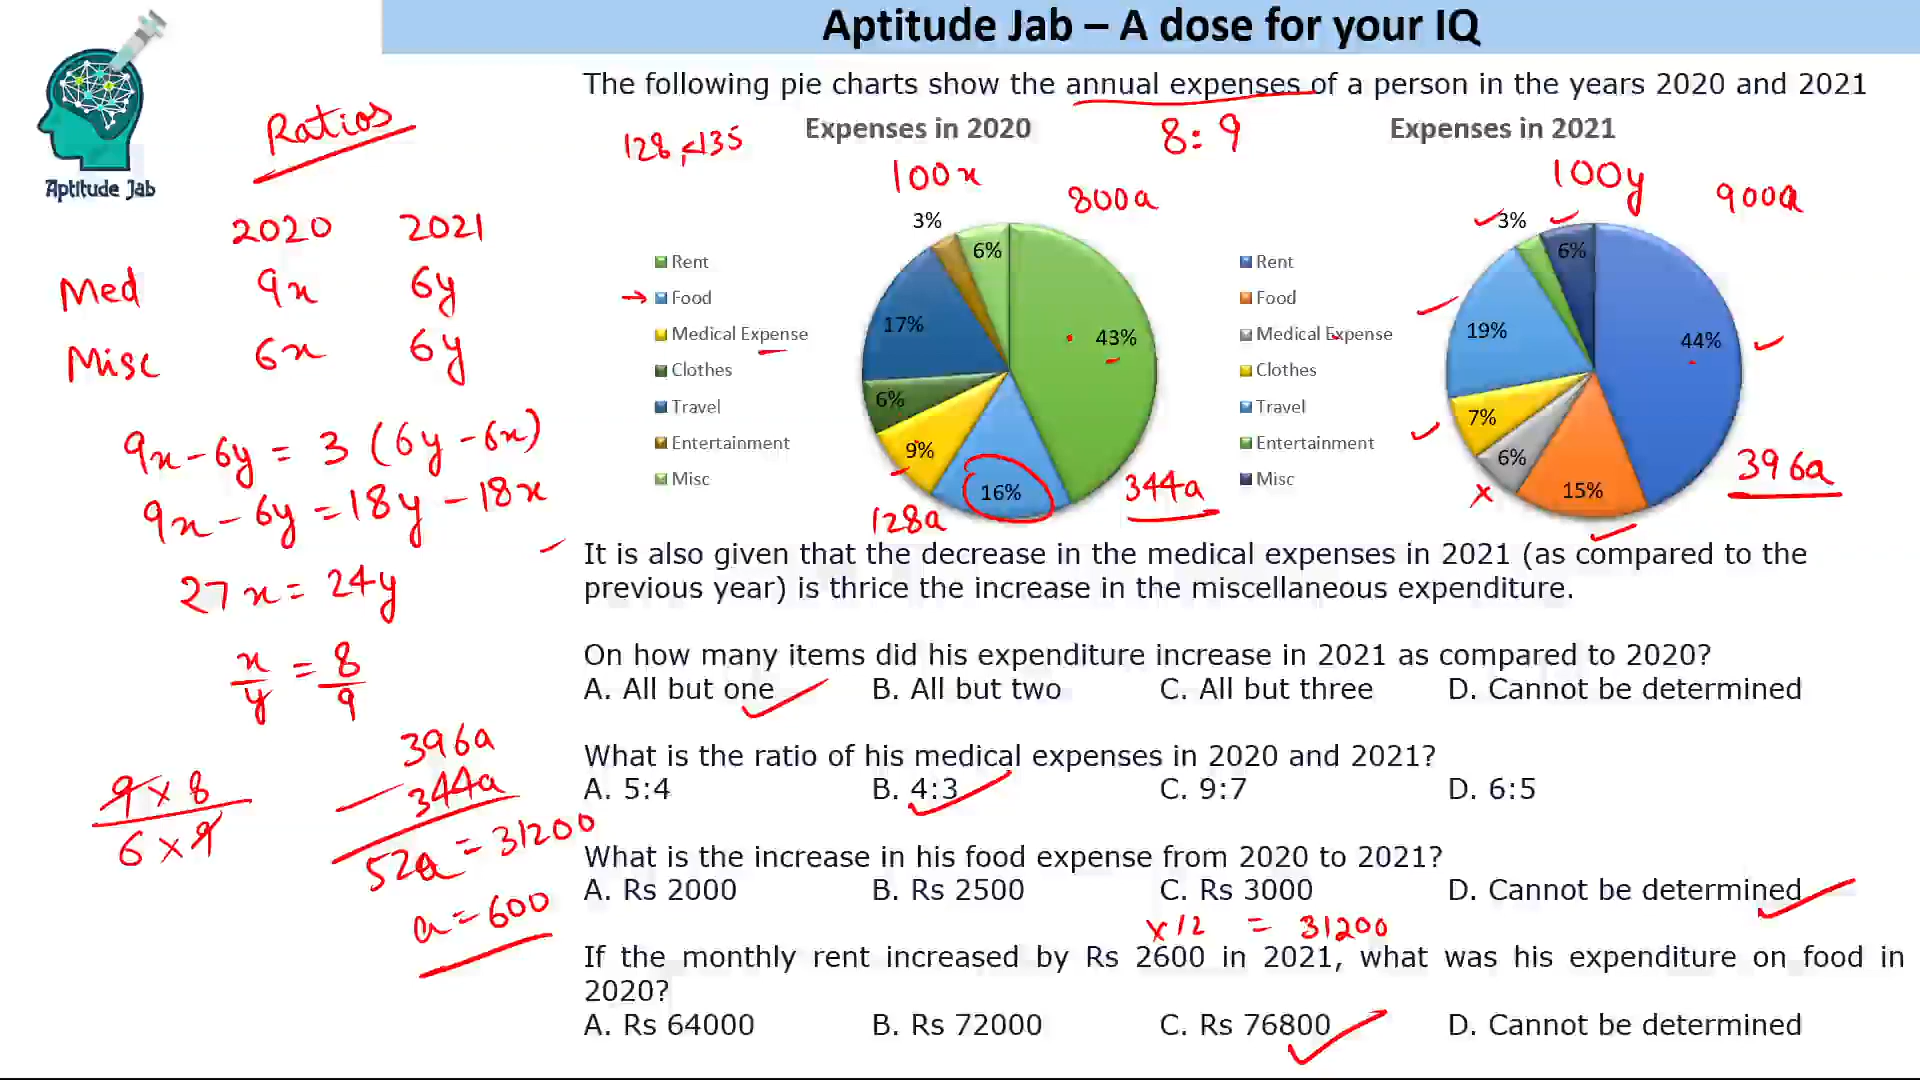 Aptitude Jab – A dose for your IQ
Aptitude Jab
The following pie charts show the annual expenses of a person in the years 2020 and 2021
Ratios
128 < 135
Expenses in 2020
8 : 9
Expenses in 2021
100x
800a
100y
900a
2020 2021
Med 9x 6y
Misc 6x 6y
9x - 6y = 3 (6y - 6x)
9x - 6y = 18y - 18x
27x = 24y
x/y = 8/9
9 x 8
6 x 9
396a
344a
52a = 31200
a = 600
Rent
Food
Medical Expense
Clothes
Travel
Entertainment
Misc
3%
6%
17%
43%
6%
9%
16%
128a
344a
Rent
Food
Medical Expense
Clothes
Travel
Entertainment
Misc
3%
6%
19%
44%
7%
6%
15%
x
396a
It is also given that the decrease in the medical expenses in 2021 (as compared to the
previous year) is thrice the increase in the miscellaneous expenditure.
On how many items did his expenditure increase in 2021 as compared to 2020?
A. All but one B. All but two C. All but three D. Cannot be determined
What is the ratio of his medical expenses in 2020 and 2021?
A. 5:4 B. 4:3 C. 9:7 D. 6:5
What is the increase in his food expense from 2020 to 2021?
A. Rs 2000 B. Rs 2500 C. Rs 3000 D. Cannot be determined
x 12 = 31200
If the monthly rent increased by Rs 2600 in 2021, what was his expenditure on food in
2020?
A. Rs 64000 B. Rs 72000 C. Rs 76800 D. Cannot be determined